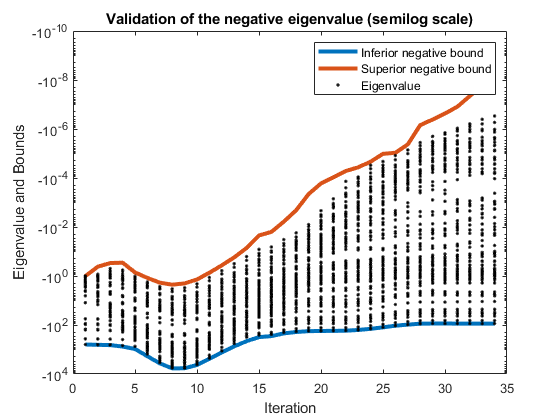 Validation of the negative eigenvalue (semilog scale)
-10^-10
-10^-8
-10^-6
-10^-4
-10^-2
-10^0
-10^2
-10^4
Eigenvalue and Bounds
Inferior negative bound
Superior negative bound
Eigenvalue
0 5 10 15 20 25 30 35
Iteration